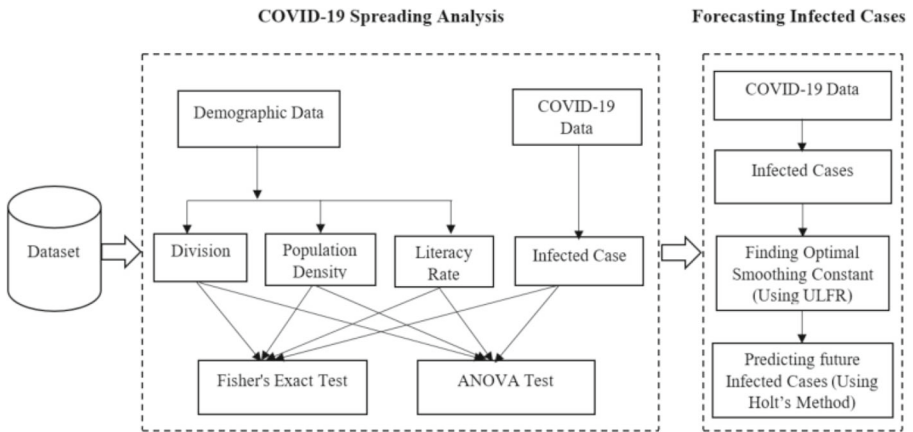 COVID-19 Spreading Analysis
Forecasting Infected Cases
Dataset
Demographic Data
COVID-19
Data
Division
Population
Density
Literacy
Rate
Infected Case
Fisher's Exact Test
ANOVA Test
COVID-19 Data
Infected Cases
Finding Optimal
Smoothing Constant
(Using ULFR)
Predicting future
Infected Cases (Using
Holt's Method)